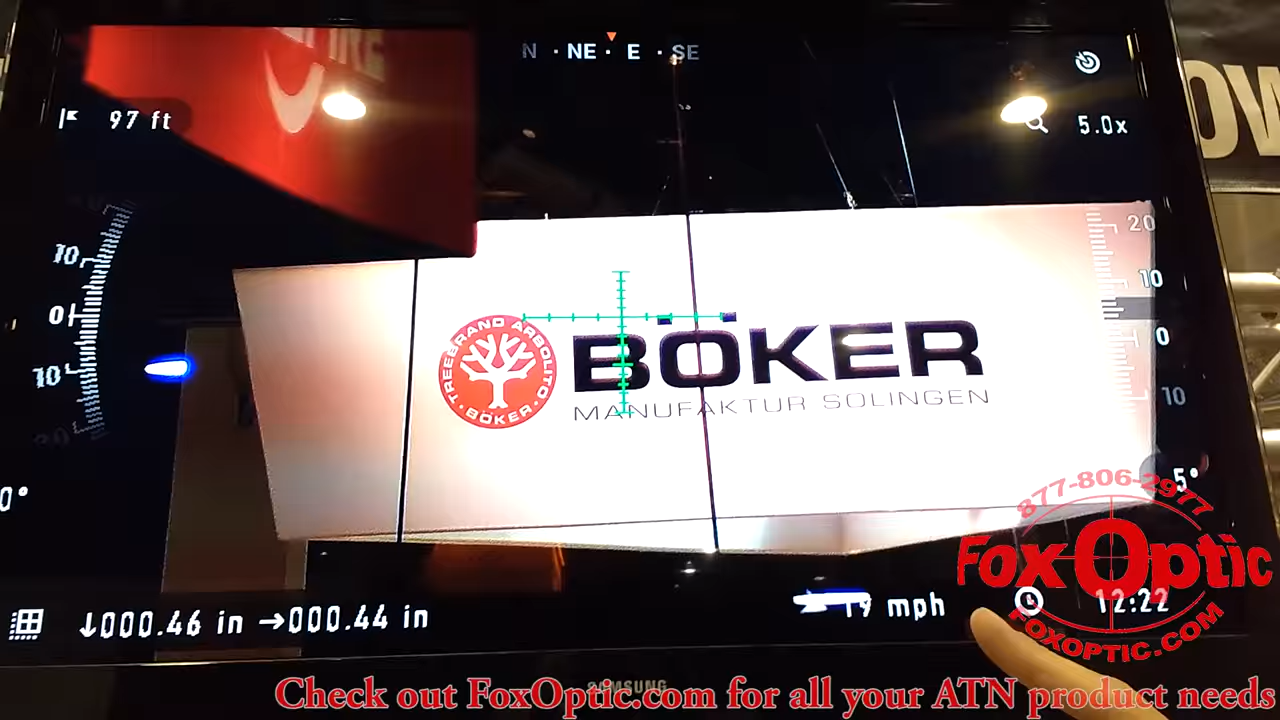 N · NE · E · SE
97 ft
5.0x
20
10
10
0
0
10
10
TREEBRAND ARBOLITO
· BÖKER ·
BÖKER
MANUFAKTUR SOLINGEN
0°
5°
877-806-2977
FoxOptic
FOXOPTIC.COM
↓000.46 in →000.44 in
19 mph
12:22
SAMSUNG
Check out FoxOptic.com for all your ATN product needs